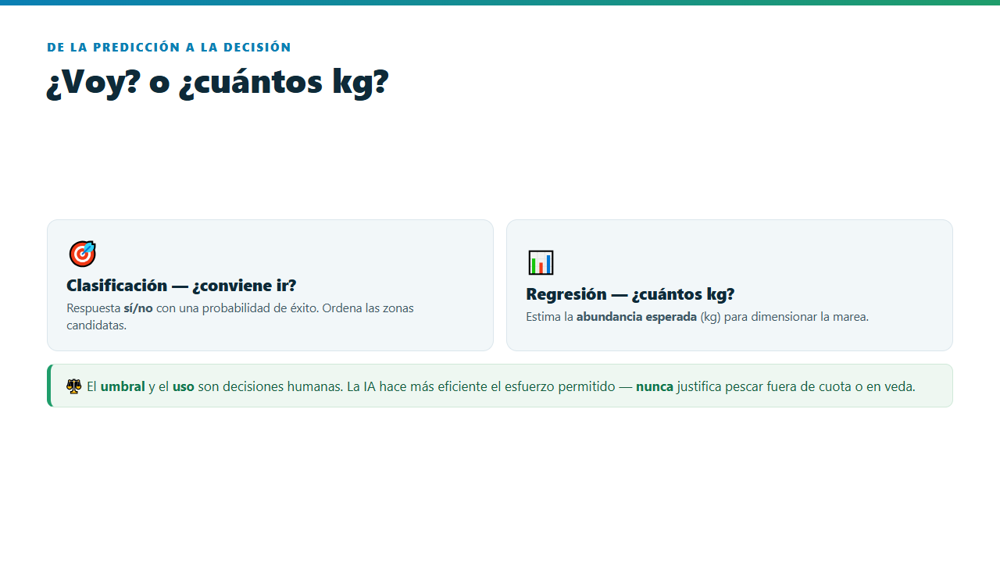 DE LA PREDICCIÓN A LA DECISIÓN
¿Voy? o ¿cuántos kg?
Clasificación — ¿conviene ir?
Respuesta sí/no con una probabilidad de éxito. Ordena las zonas
candidatas.
Regresión — ¿cuántos kg?
Estima la abundancia esperada (kg) para dimensionar la marea.
El umbral y el uso son decisiones humanas. La IA hace más eficiente el esfuerzo permitido — nunca justifica pescar fuera de cuota o en veda.